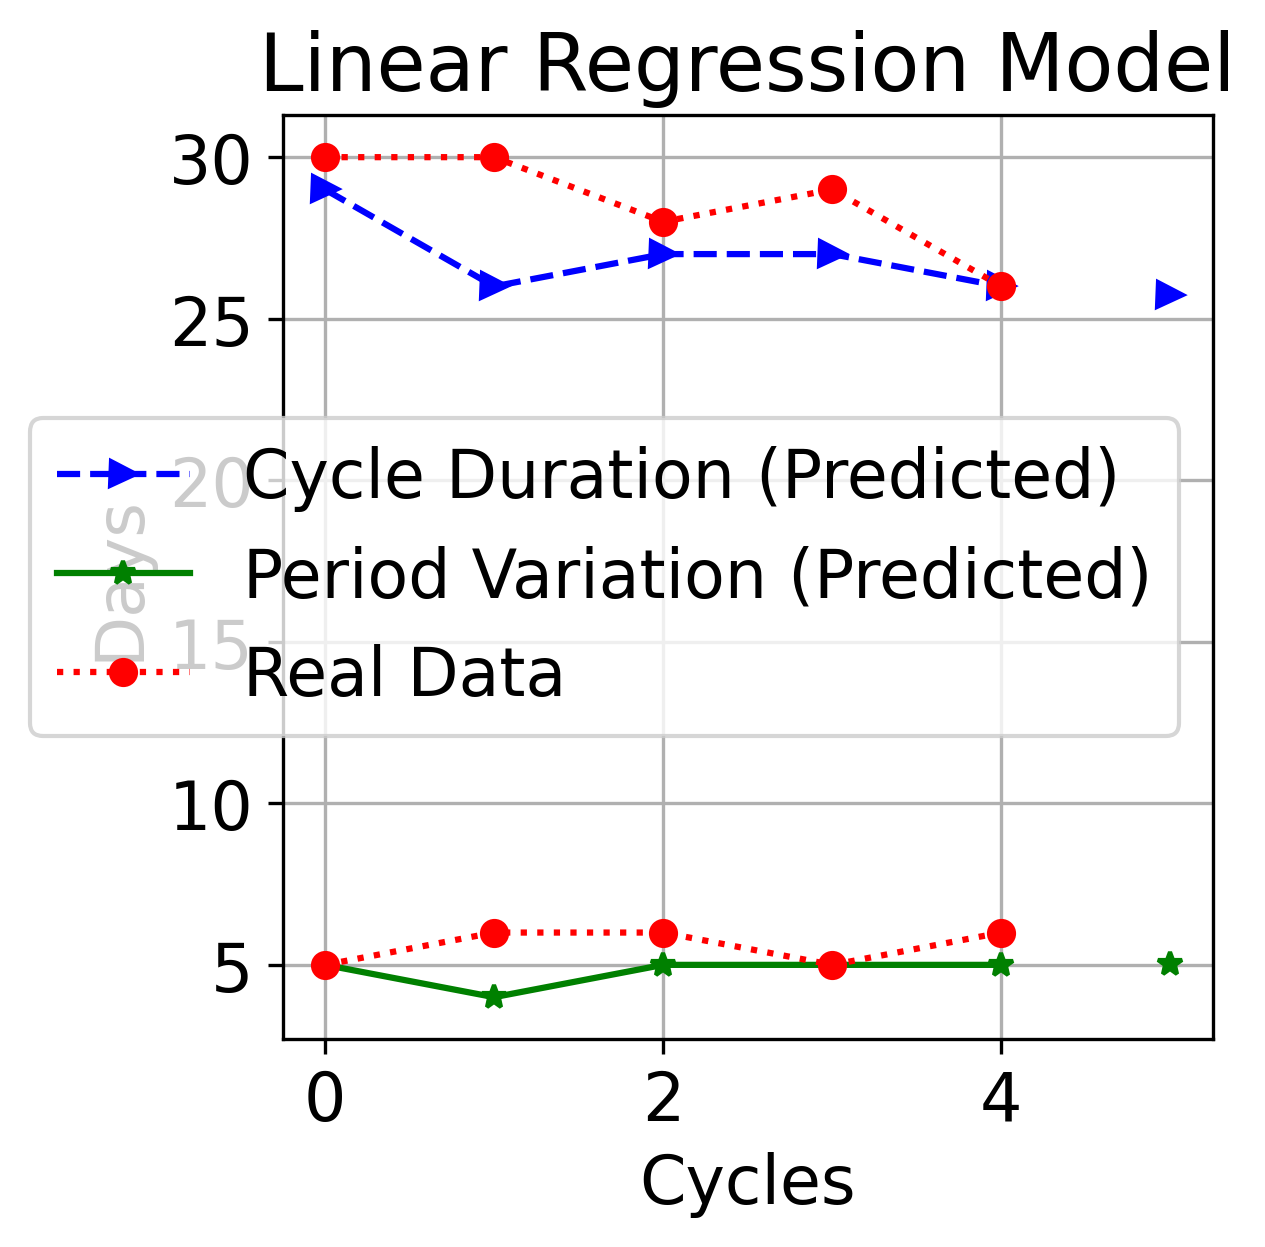 Linear Regression Model
30
25
20
15
10
5
Days
Cycle Duration (Predicted)
Period Variation (Predicted)
Real Data
0 2 4
Cycles